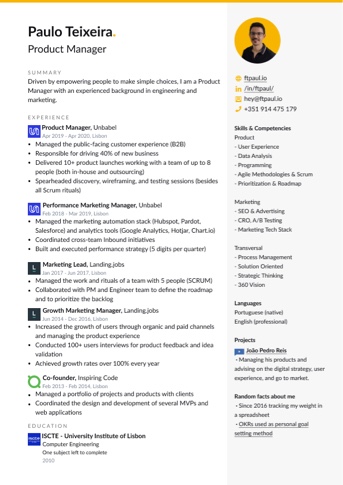 Paulo Teixeira.
Product Manager
SUMMARY
Driven by empowering people to make simple choices, I am a Product
Manager with an experienced background in engineering and
marketing.
EXPERIENCE
Product Manager, Unbabel
Apr 2019 - Apr 2020, Lisbon
• Managed the public-facing customer experience (B2B)
• Responsible for driving 40% of new business
• Delivered 10+ product launches working with a team of up to 8
people (both in-house and outsourcing)
• Spearheaded discovery, wireframing, and testing sessions (besides
all Scrum rituals)
Performance Marketing Manager, Unbabel
Feb 2018 - Mar 2019, Lisbon
• Managed the marketing automation stack (Hubspot, Pardot,
Salesforce) and analytics tools (Google Analytics, Hotjar, Chart.io)
• Coordinated cross-team Inbound initiatives
• Built and executed performance strategy (5 digits per quarter)
Marketing Lead, Landing.jobs
Jan 2017 - Jun 2017, Lisbon
• Managed the work and rituals of a team with 5 people (SCRUM)
• Collaborated with PM and Engineer team to define the roadmap
and to prioritize the backlog
Growth Marketing Manager, Landing.jobs
Jun 2014 - Dec 2016, Lisbon
• Increased the growth of users through organic and paid channels
and managing the product experience
• Conducted 100+ users interviews for product feedback and idea
validation
• Achieved growth rates over 100% every year
Co-founder, Inspiring Code
Feb 2013 - Feb 2014, Lisbon
• Managed a portfolio of projects and products with clients
• Coordinated the design and development of several MVPs and
web applications
EDUCATION
ISCTE - University Institute of Lisbon
Computer Engineering
One subject left to complete
2010
ftpaul.io
/in/ftpaul/
hey@ftpaul.io
+351 914 475 179
Skills & Competencies
Product
- User Experience
- Data Analysis
- Programming
- Agile Methodologies & Scrum
- Prioritization & Roadmap
Marketing
- SEO & Advertising
- CRO, A/B Testing
- Marketing Tech Stack
Transversal
- Process Management
- Solution Oriented
- Strategic Thinking
- 360 Vision
Languages
Portuguese (native)
English (professional)
Projects
João Pedro Reis
- Managing his products and
advising on the digital strategy, user
experience, and go to market.
Random facts about me
- Since 2016 tracking my weight in
a spreadsheet
- OKRs used as personal goal
setting method